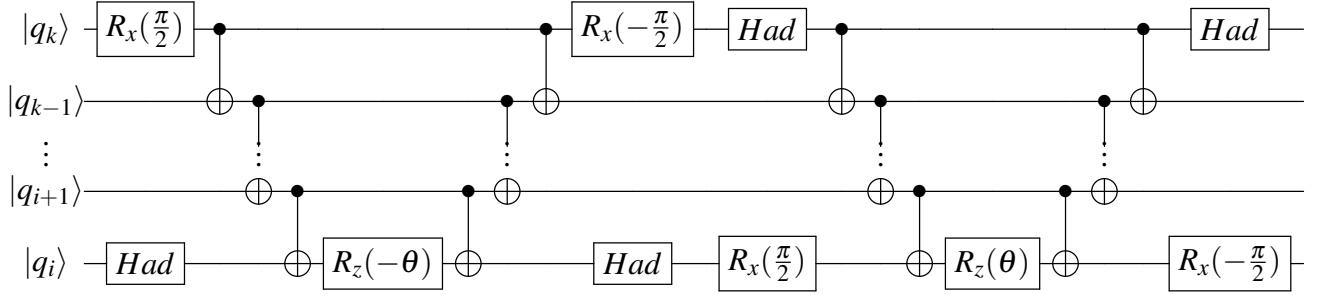 |q_k⟩ R_x(π/2) R_x(−π/2) Had Had
|q_{k−1}⟩
⋮ ⋮ ⋮ ⋮ ⋮
|q_{i+1}⟩
|q_i⟩ Had R_z(−θ) Had R_x(π/2) R_z(θ) R_x(−π/2)